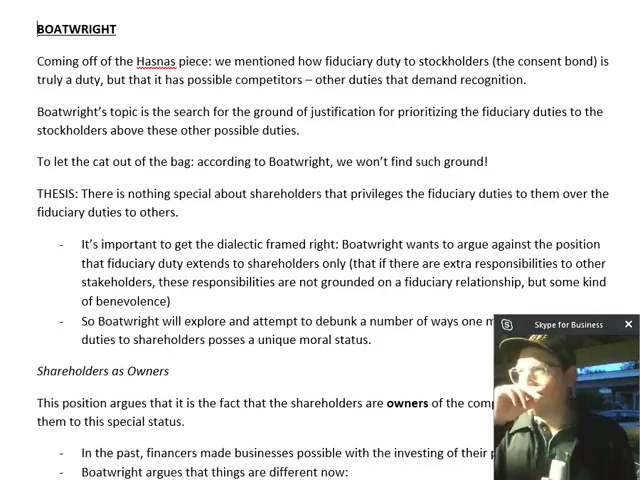 BOATWRIGHT
Coming off of the Hasnas piece: we mentioned how fiduciary duty to stockholders (the consent bond) is
truly a duty, but that it has possible competitors – other duties that demand recognition.
Boatwright's topic is the search for the ground of justification for prioritizing the fiduciary duties to the
stockholders above these other possible duties.
To let the cat out of the bag: according to Boatwright, we won't find such ground!
THESIS: There is nothing special about shareholders that privileges the fiduciary duties to them over the
fiduciary duties to others.
- It's important to get the dialectic framed right: Boatwright wants to argue against the position
that fiduciary duty extends to shareholders only (that if there are extra responsibilities to other
stakeholders, these responsibilities are not grounded on a fiduciary relationship, but some kind
of benevolence)
- So Boatwright will explore and attempt to debunk a number of ways one
duties to shareholders posses a unique moral status.
Skype for Business
Shareholders as Owners
This position argues that it is the fact that the shareholders are owners of the
them to this special status.
- In the past, financers made businesses possible with the investing of their
- Boatwright argues that things are different now: